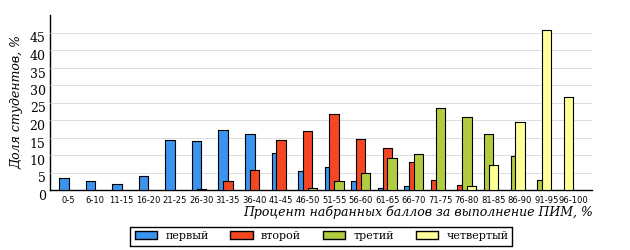 Доля студентов, %
45
40
35
30
25
20
15
10
5
0
0-5 6-10 11-15 16-20 21-25 26-30 31-35 36-40 41-45 46-50 51-55 56-60 61-65 66-70 71-75 76-80 81-85 86-90 91-95 96-100
Процент набранных баллов за выполнение ПИМ, %
первый второй третий четвертый